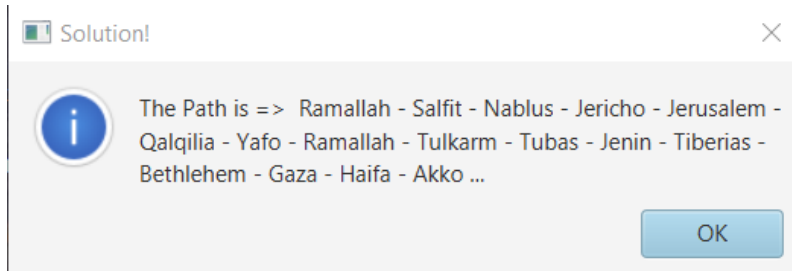 Solution!
The Path is =>  Ramallah - Salfit - Nablus - Jericho - Jerusalem -
Qalqilia - Yafo - Ramallah - Tulkarm - Tubas - Jenin - Tiberias -
Bethlehem - Gaza - Haifa - Akko ...
OK